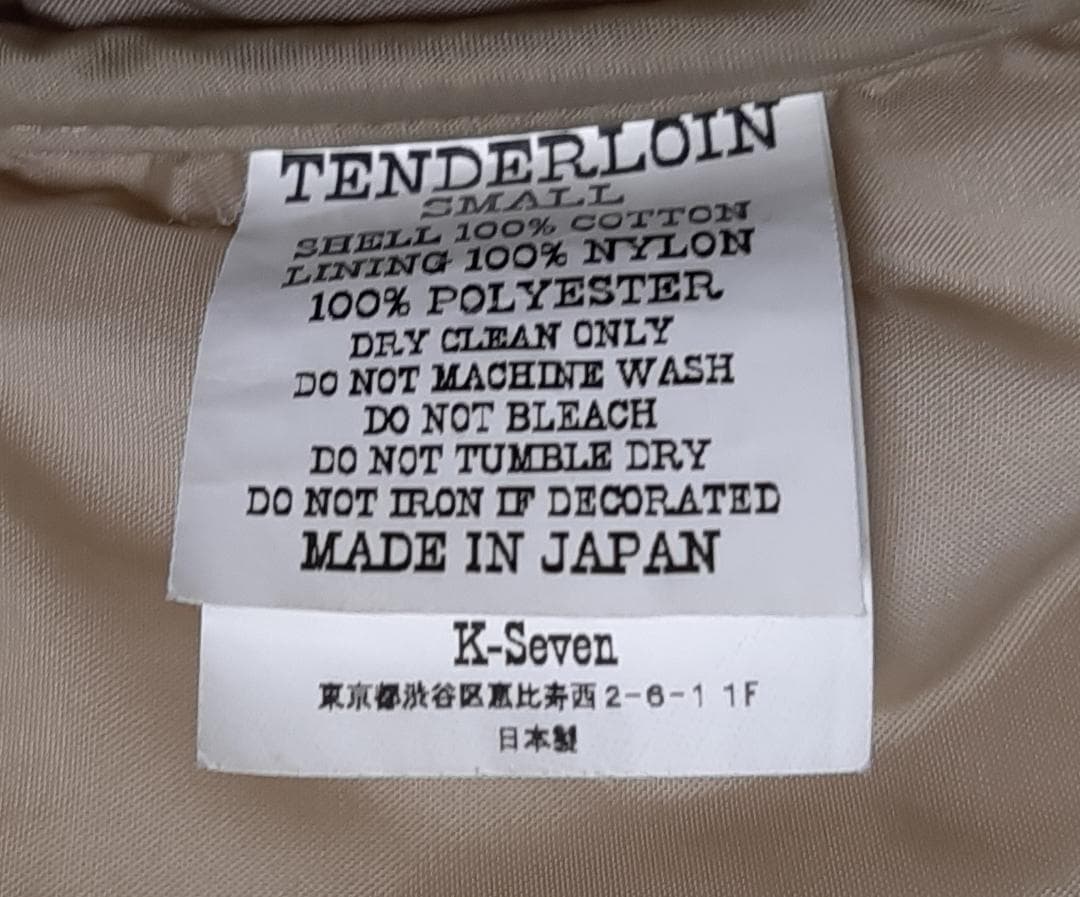 TENDERLOIN
SMALL
SHELL 100% COTTON
LINING 100% NYLON
100% POLYESTER
DRY CLEAN ONLY
DO NOT MACHINE WASH
DO NOT BLEACH
DO NOT TUMBLE DRY
DO NOT IRON IF DECORATED
MADE IN JAPAN
K-Seven
東京都渋谷区恵比寿西2-6-1 1F
日本製